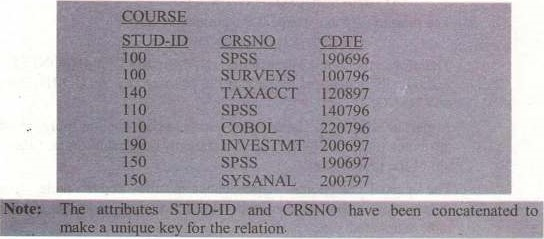 COURSE
STUD-ID CRSNO CDTE
100 SPSS 190696
100 SURVEYS 100796
140 TAXACCT 120897
110 SPSS 140796
110 COBOL 220796
190 INVESTMT 200697
150 SPSS 190697
150 SYSANAL 200797
Note: The attributes STUD-ID and CRSNO have been concatenated to
make a unique key for the relation.